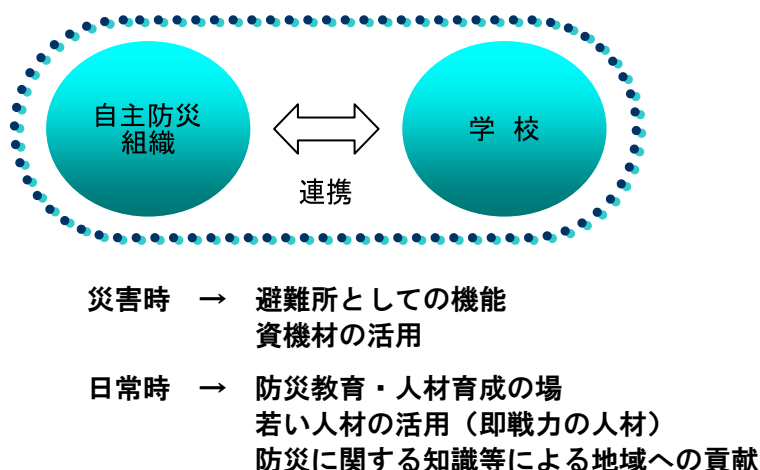 自主防災
組織
学 校
連携
災害時 → 避難所としての機能
資機材の活用
日常時 → 防災教育・人材育成の場
若い人材の活用（即戦力の人材）
防災に関する知識等による地域への貢献